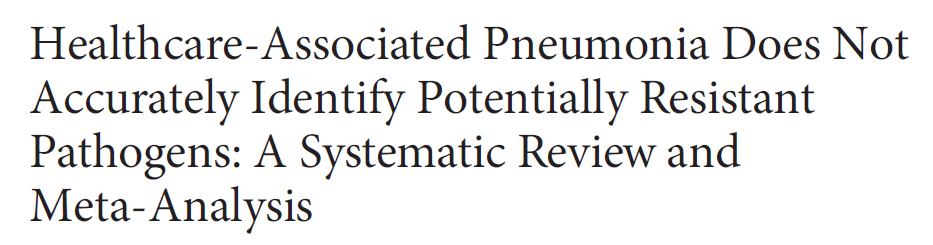 Healthcare-Associated Pneumonia Does Not
Accurately Identify Potentially Resistant
Pathogens: A Systematic Review and
Meta-Analysis